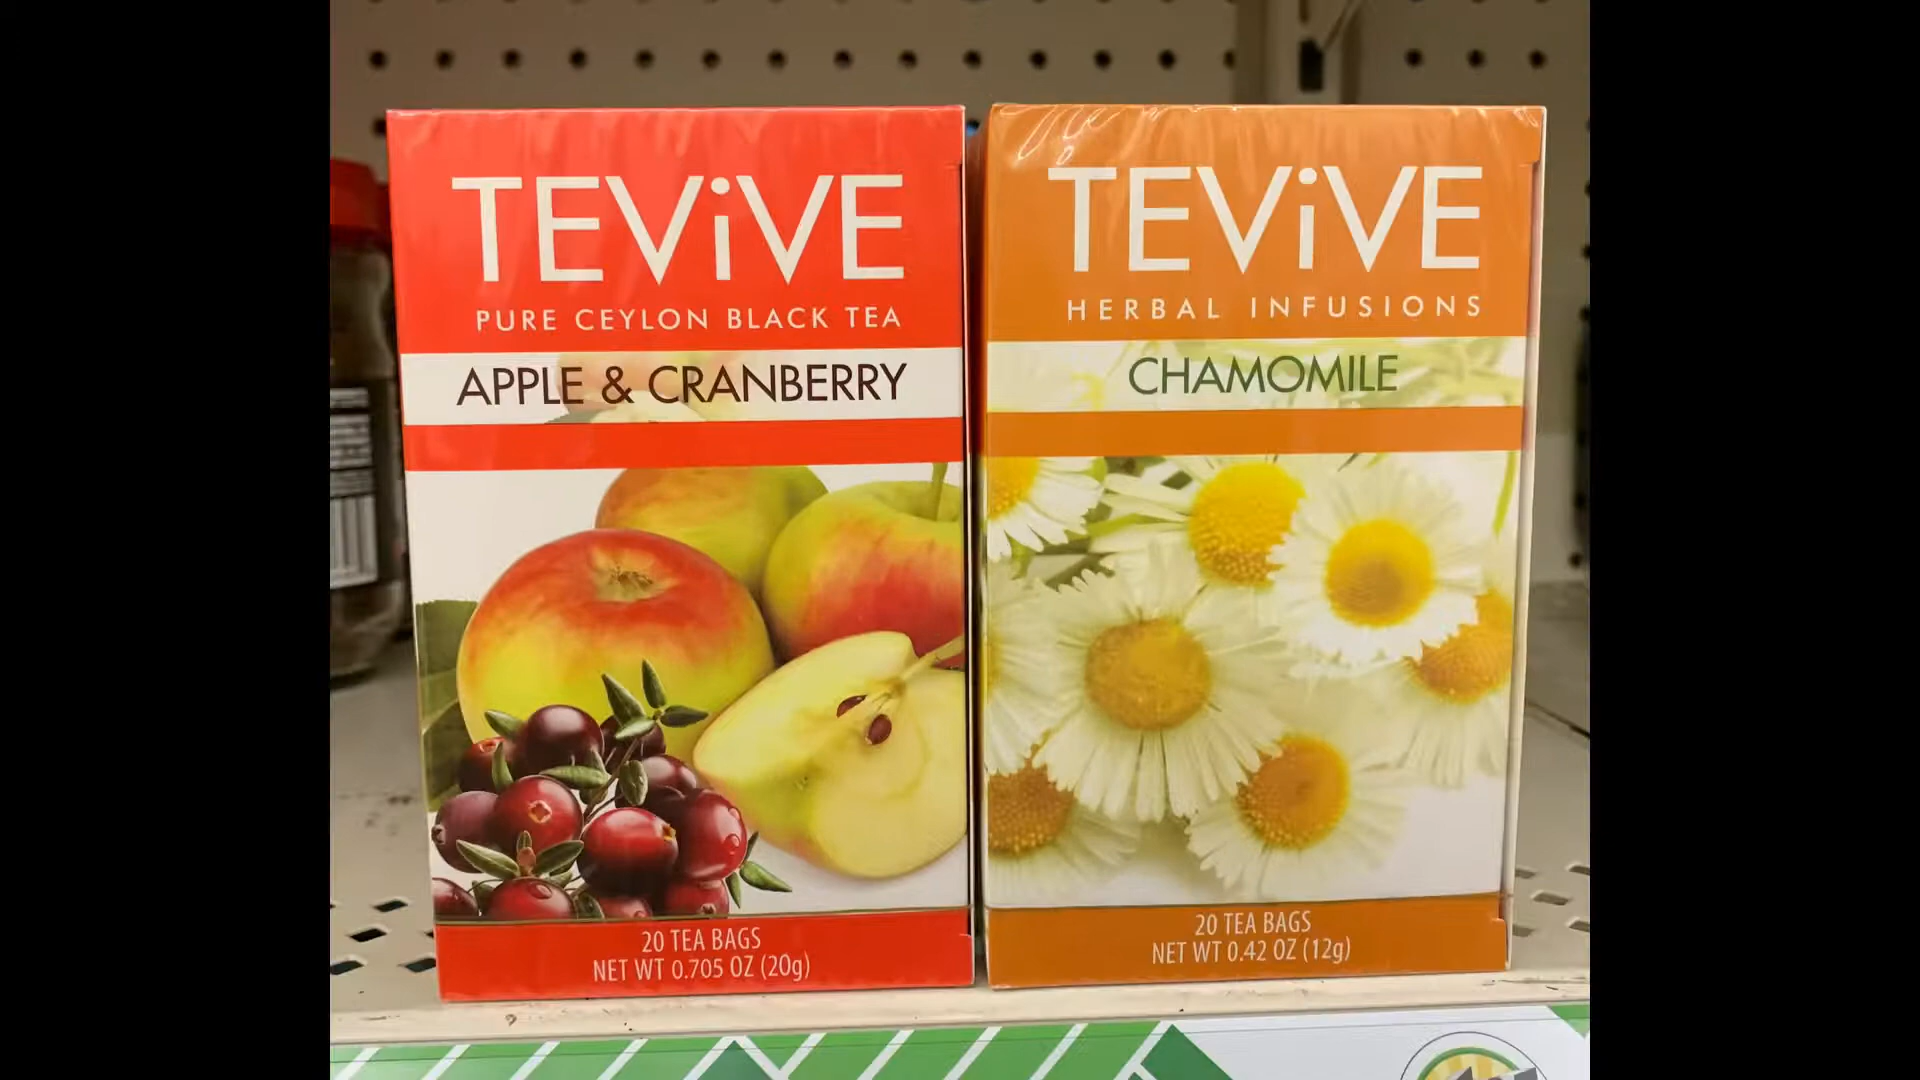 TEViVE
PURE CEYLON BLACK TEA
APPLE & CRANBERRY
20 TEA BAGS
NET WT 0.705 OZ (20g)
TEViVE
HERBAL INFUSIONS
CHAMOMILE
20 TEA BAGS
NET WT 0.42 OZ (12g)